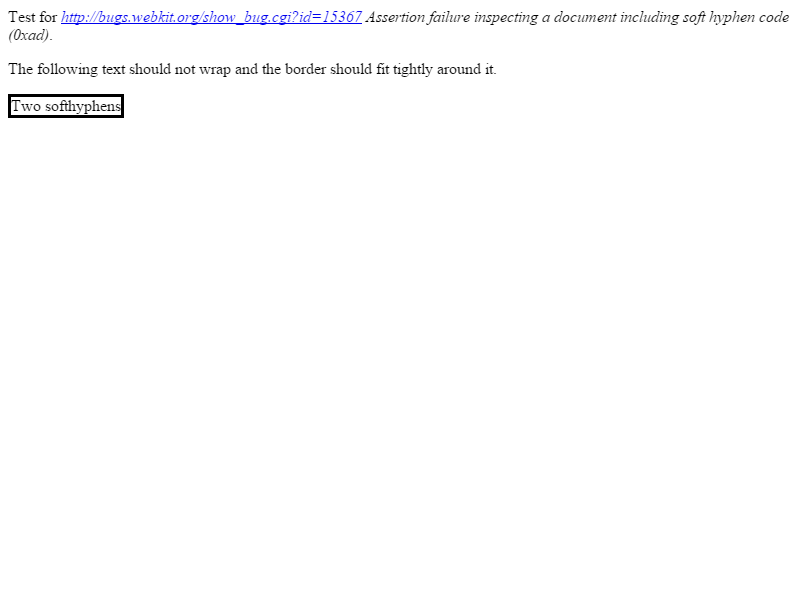 Test for http://bugs.webkit.org/show_bug.cgi?id=15367 Assertion failure inspecting a document including soft hyphen code
(0xad).
The following text should not wrap and the border should fit tightly around it.
Two softhyphens